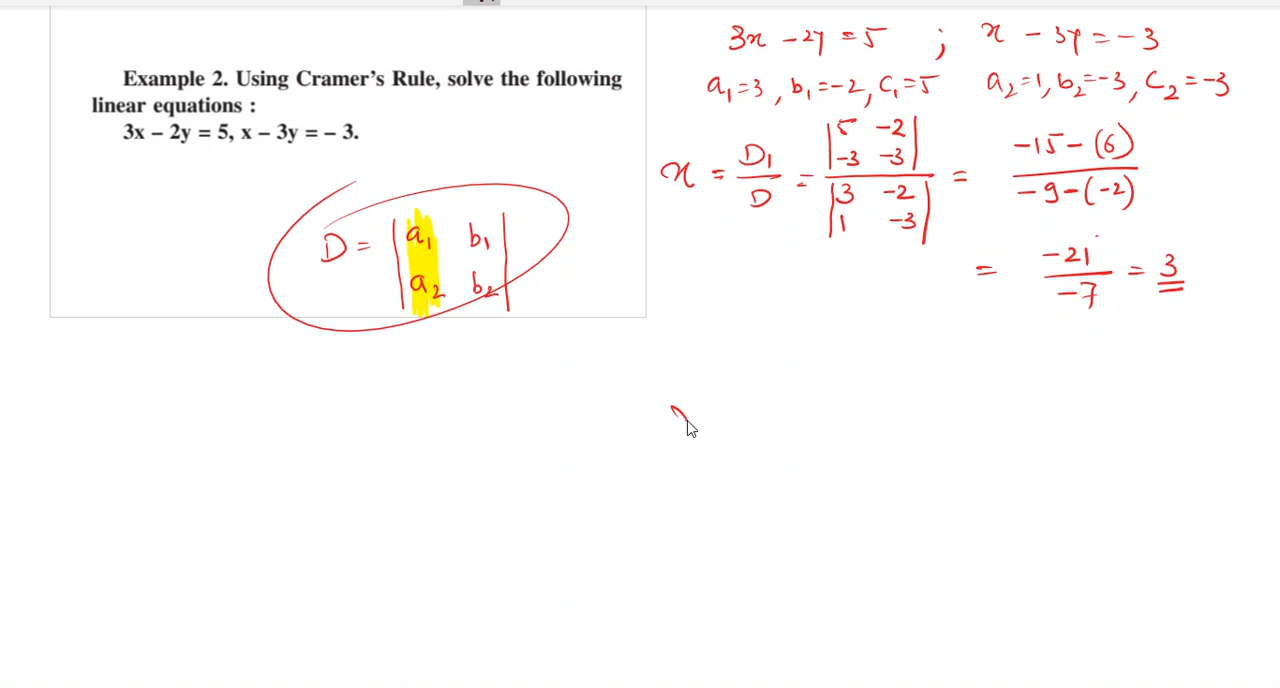 Example 2. Using Cramer's Rule, solve the following
linear equations :
3x – 2y = 5, x – 3y = – 3.
D = | a₁ b₁ |
| a₂ b₂ |
3x – 2y = 5 ; x – 3y = – 3
a₁ = 3, b₁ = –2, c₁ = 5 a₂ = 1, b₂ = –3, c₂ = –3
x = D₁/D = |5 –2; –3 –3| / |3 –2; 1 –3| = –15 – (6) / –9 – (–2)
= –21 / –7 = 3